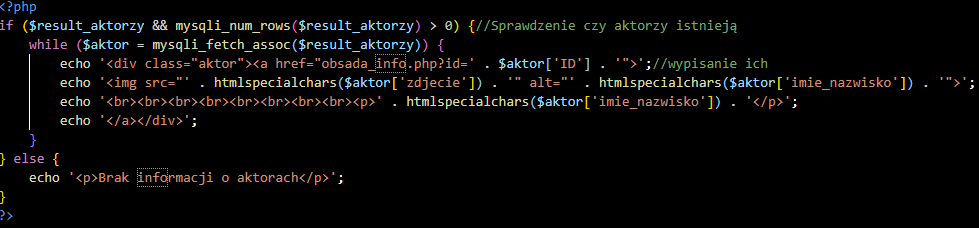 <?php
if ($result_aktorzy && mysqli_num_rows($result_aktorzy) > 0) {//Sprawdzenie czy aktorzy istnieją
    while ($aktor = mysqli_fetch_assoc($result_aktorzy)) {
        echo '<div class="aktor"><a href="obsada_info.php?id=' . $aktor['ID'] . '">';//wypisanie ich
        echo '<img src="' . htmlspecialchars($aktor['zdjecie']) . '" alt="' . htmlspecialchars($aktor['imie_nazwisko']) . '">';
        echo '<br><br><br><br><br><br><br><br><br><p>' . htmlspecialchars($aktor['imie_nazwisko']) . '</p>';
        echo '</a></div>';
    }
} else {
    echo '<p>Brak informacji o aktorach</p>';
}
?>